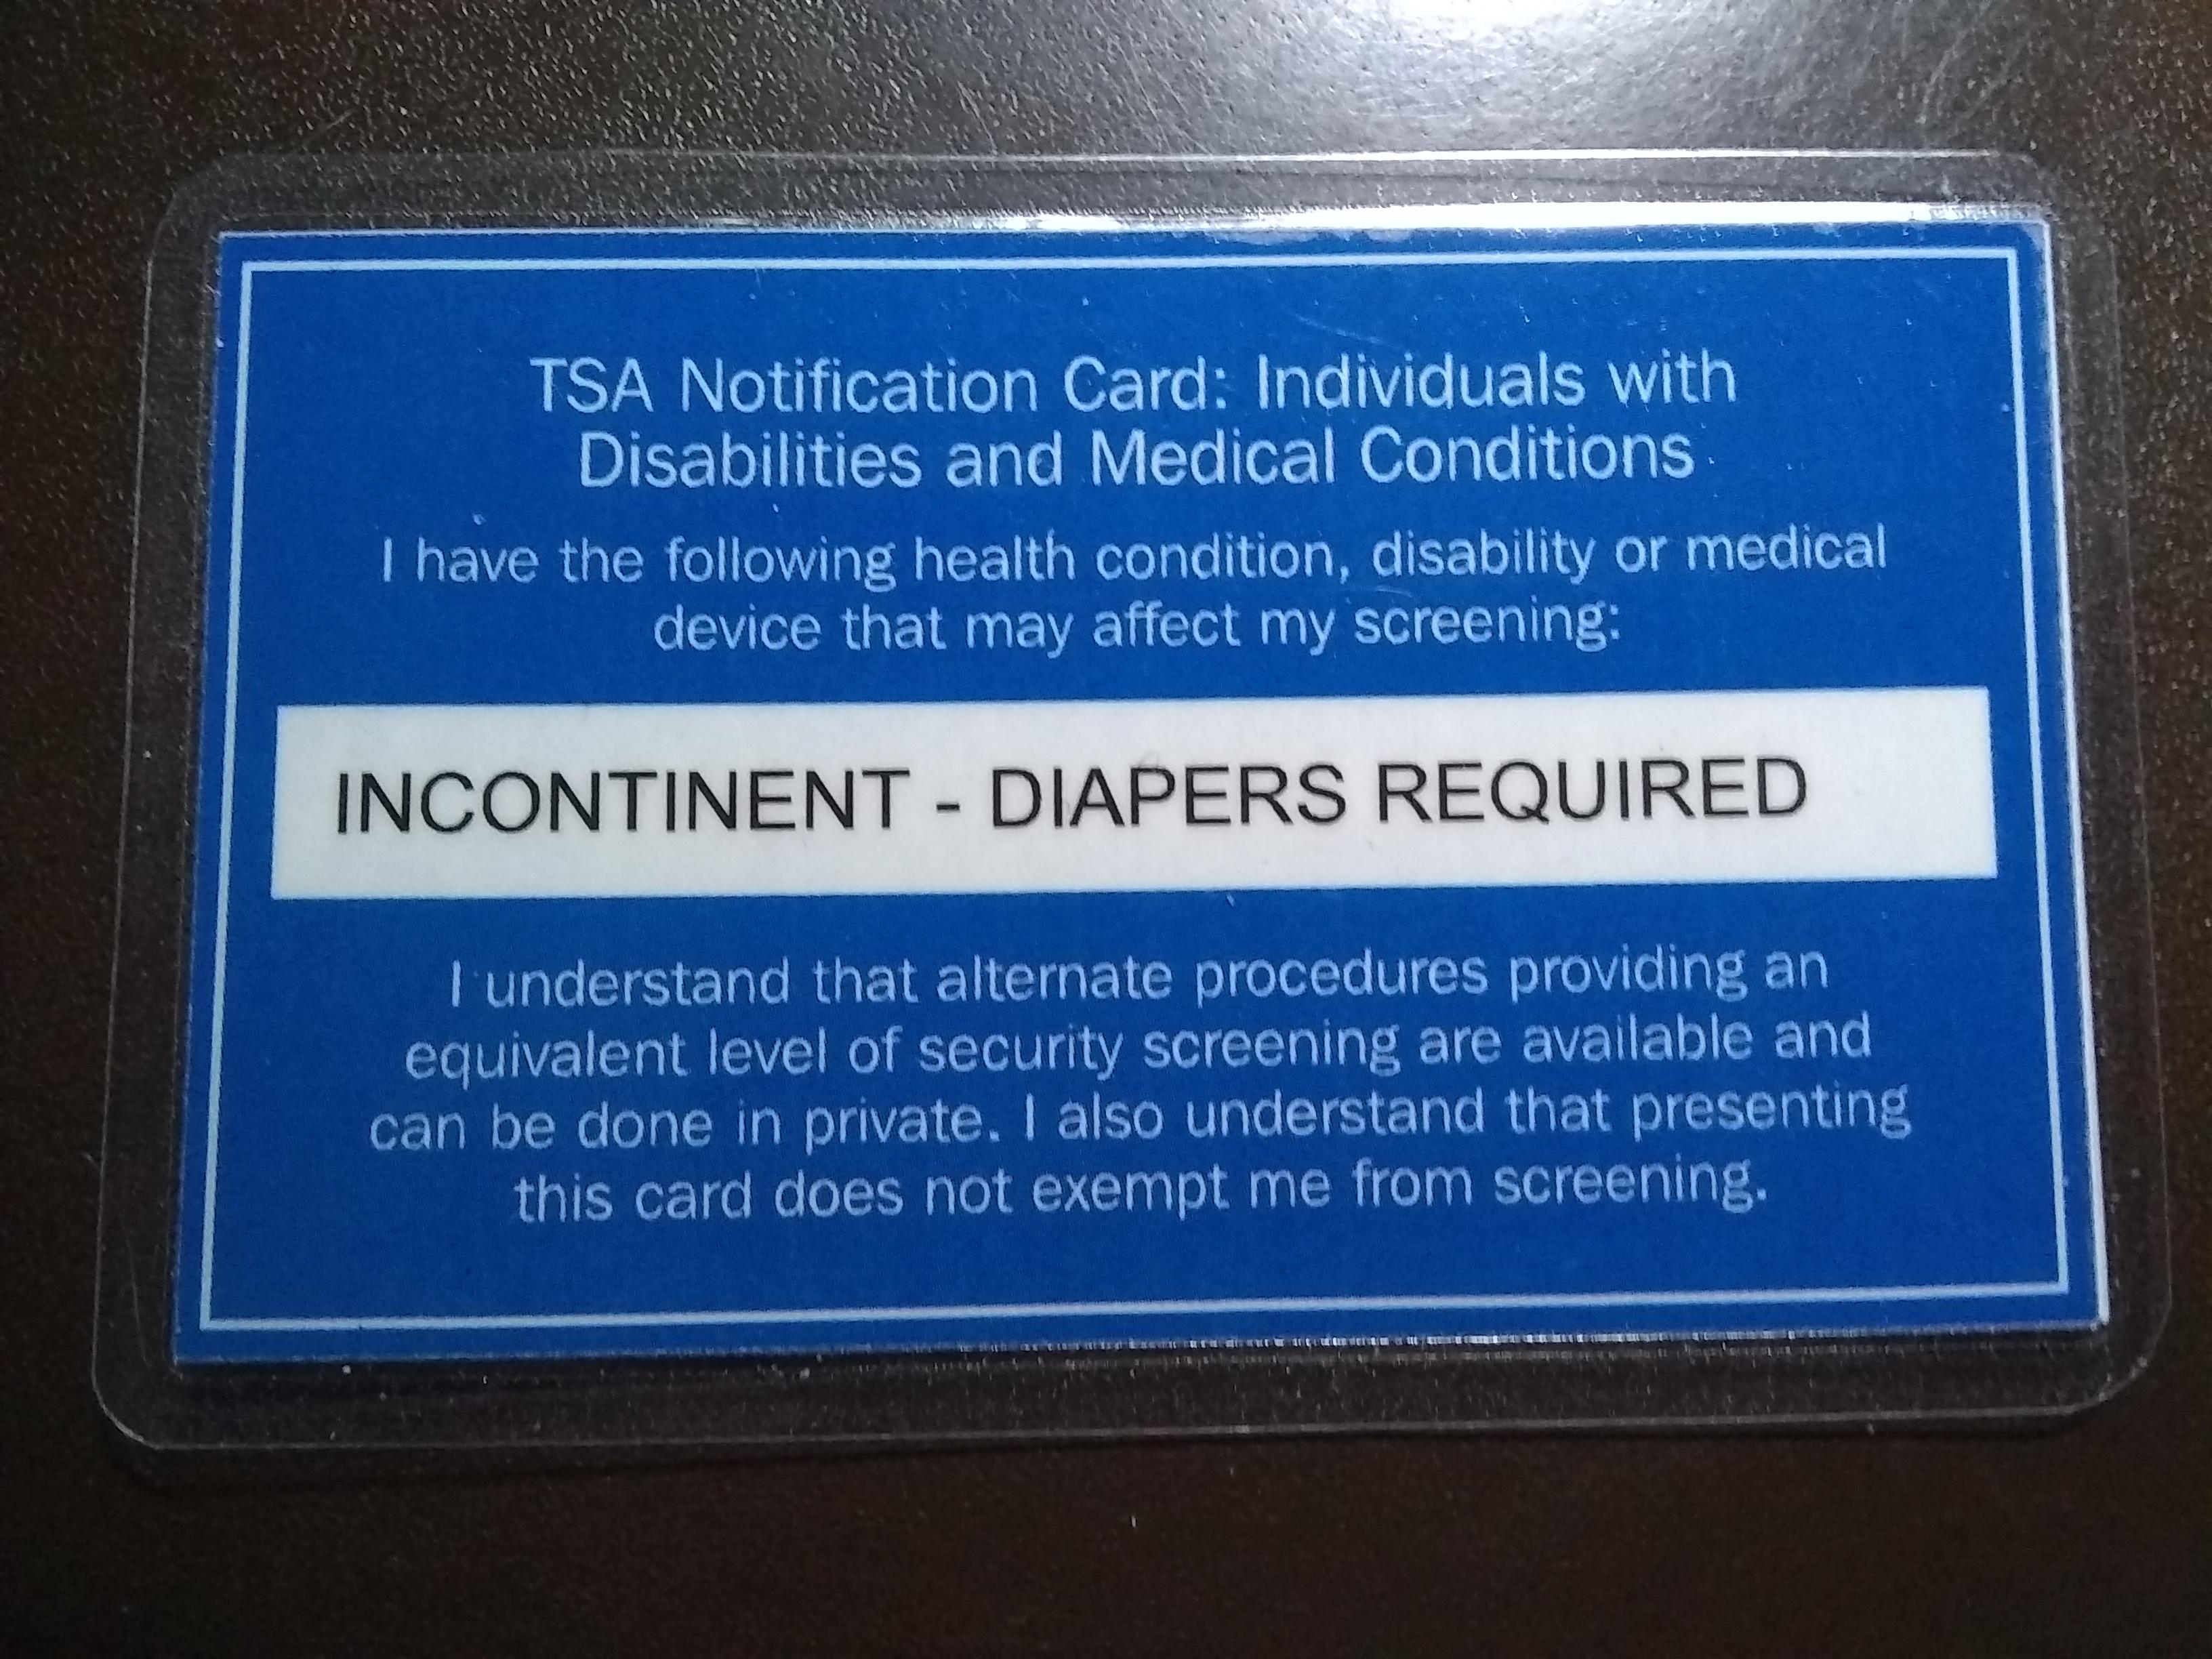 TSA Notification Card: Individuals with
Disabilities and Medical Conditions
I have the following health condition, disability or medical
device that may affect my screening:
INCONTINENT - DIAPERS REQUIRED
I understand that alternate procedures providing an
equivalent level of security screening are available and
can be done in private. I also understand that presenting
this card does not exempt me from screening.